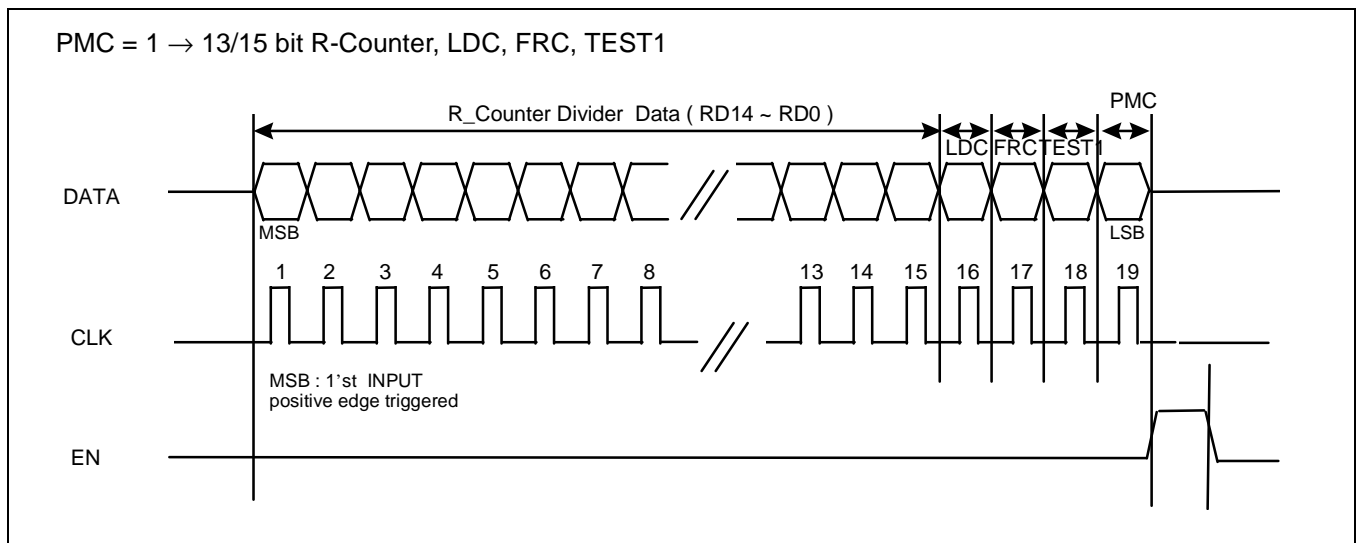 PMC = 1 → 13/15 bit R-Counter, LDC, FRC, TEST1
PMC
R_Counter Divider Data ( RD14 ~ RD0 )
LDC FRC TEST1
DATA
MSB LSB
1 2 3 4 5 6 7 8 13 14 15 16 17 18 19
CLK
MSB : 1'st INPUT
positive edge triggered
EN